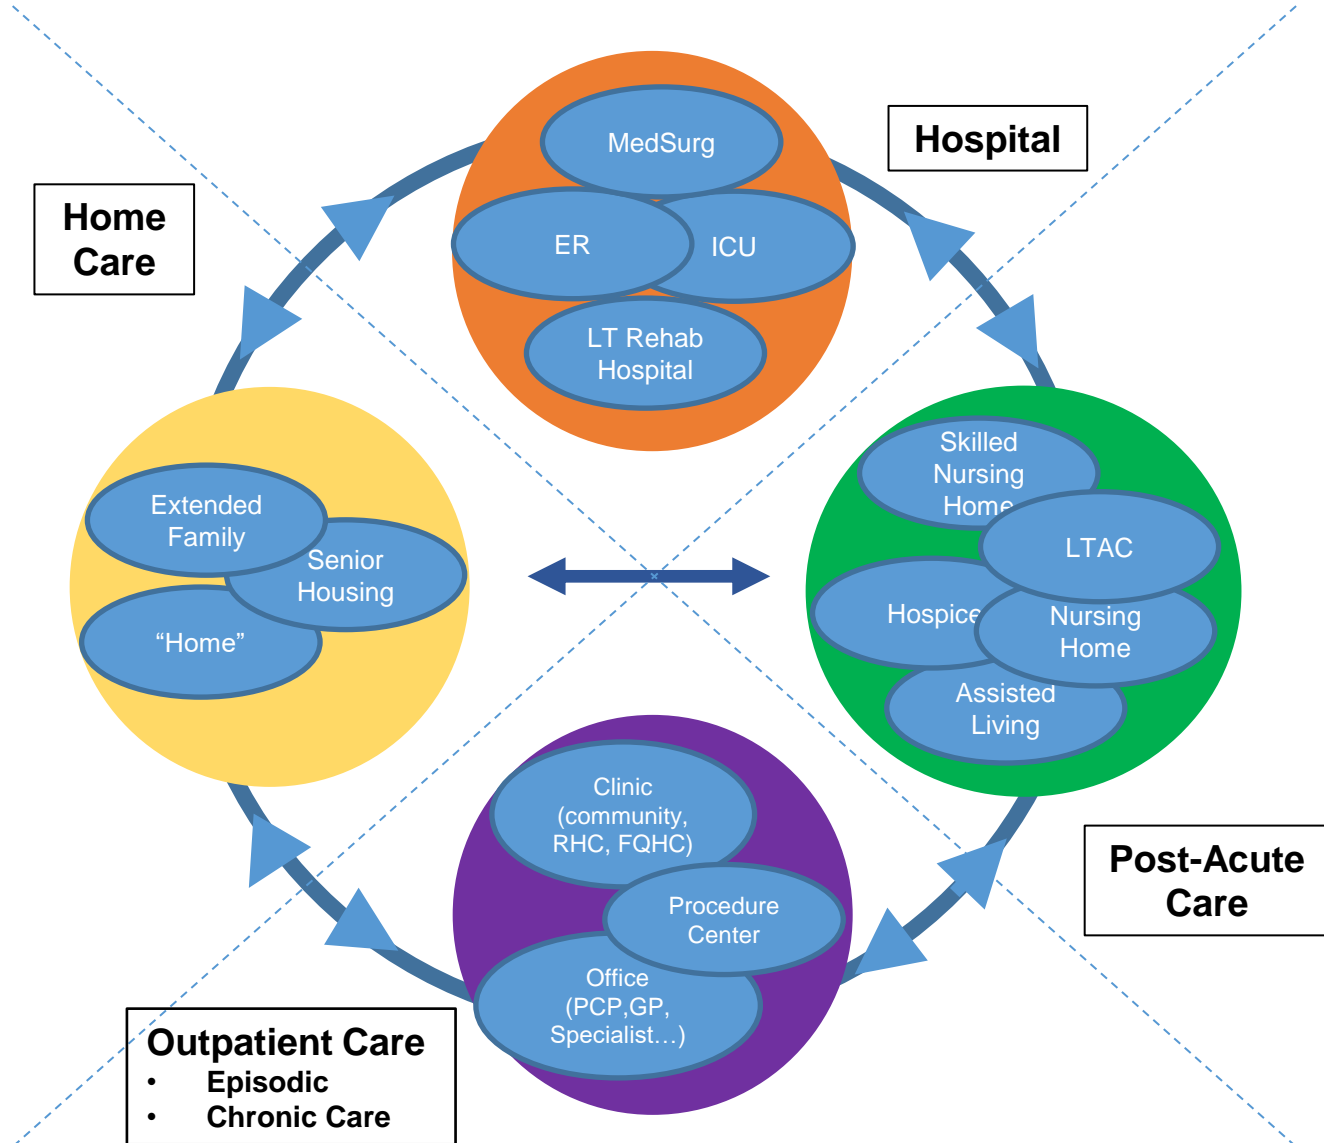 MedSurg
ER
ICU
LT Rehab
Hospital
Hospital
Home
Care
Extended
Family
Senior
Housing
“Home”
Skilled
Nursing
Home
LTAC
Hospice
Nursing
Home
Assisted
Living
Clinic
(community,
RHC, FQHC)
Procedure
Center
Office
(PCP,GP,
Specialist…)
Post-Acute
Care
Outpatient Care
• Episodic
• Chronic Care